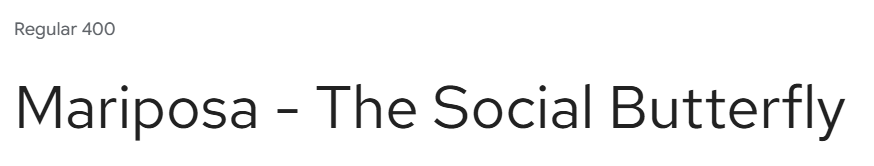 Regular 400
Mariposa - The Social Butterfly